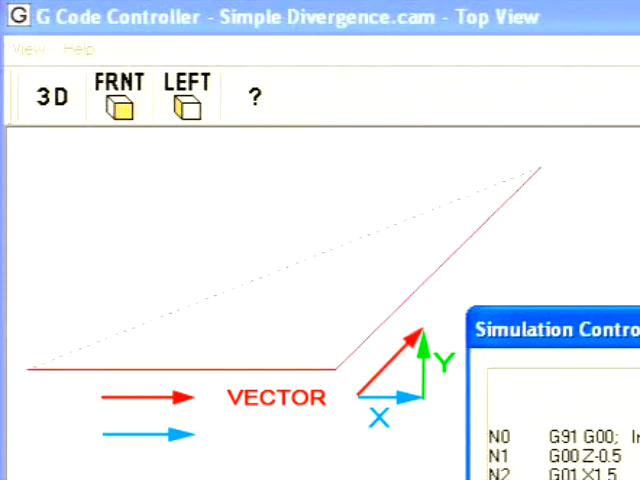 G G Code Controller - Simple Divergence.cam - Top View
View Help
3D FRNT LEFT ?
Simulation Contro
VECTOR Y
X
N0 G91 G00; Ir
N1 G00 Z-0.5
N2 G01 X1.5